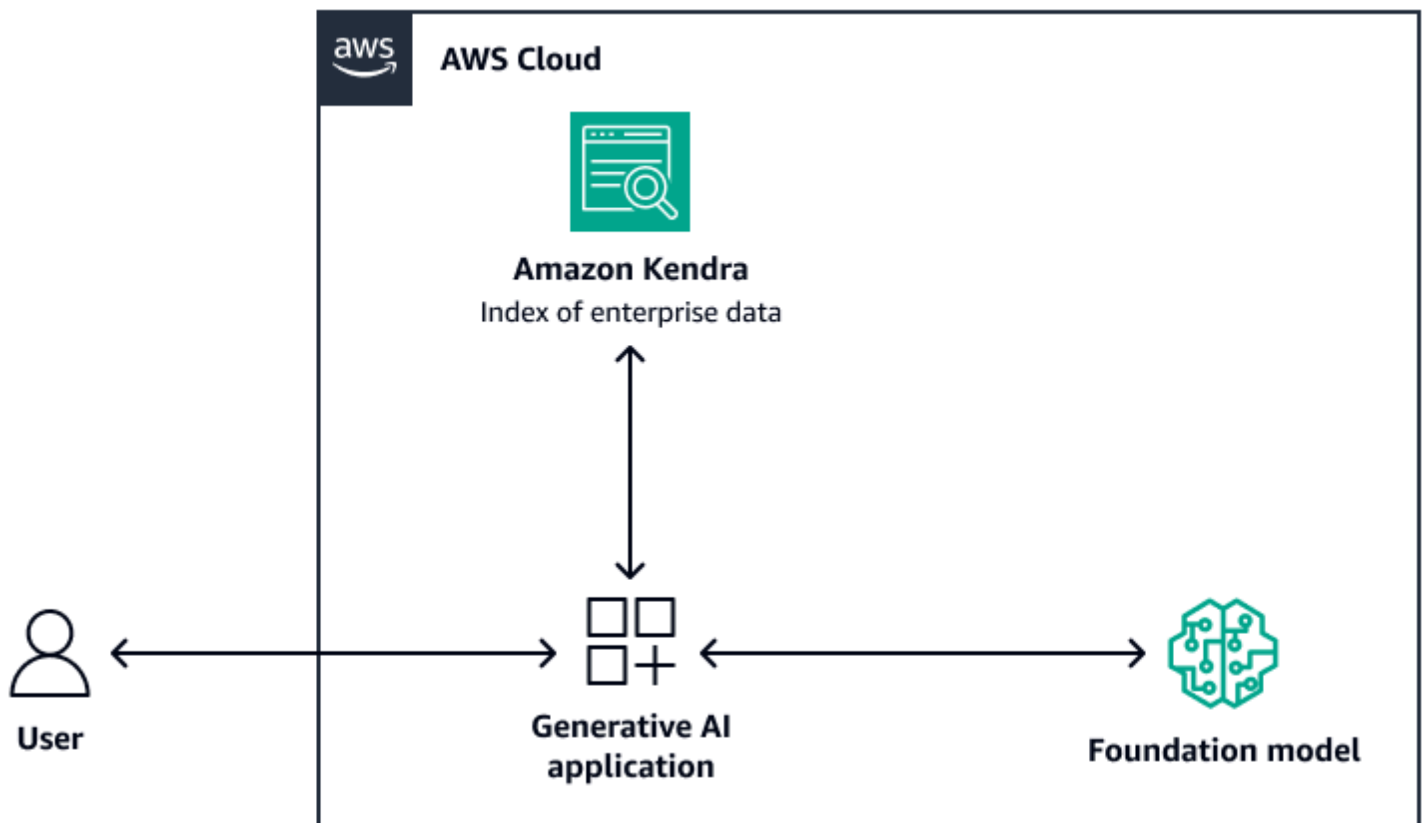 aws
AWS Cloud
Amazon Kendra
Index of enterprise data
User
Generative AI
application
Foundation model